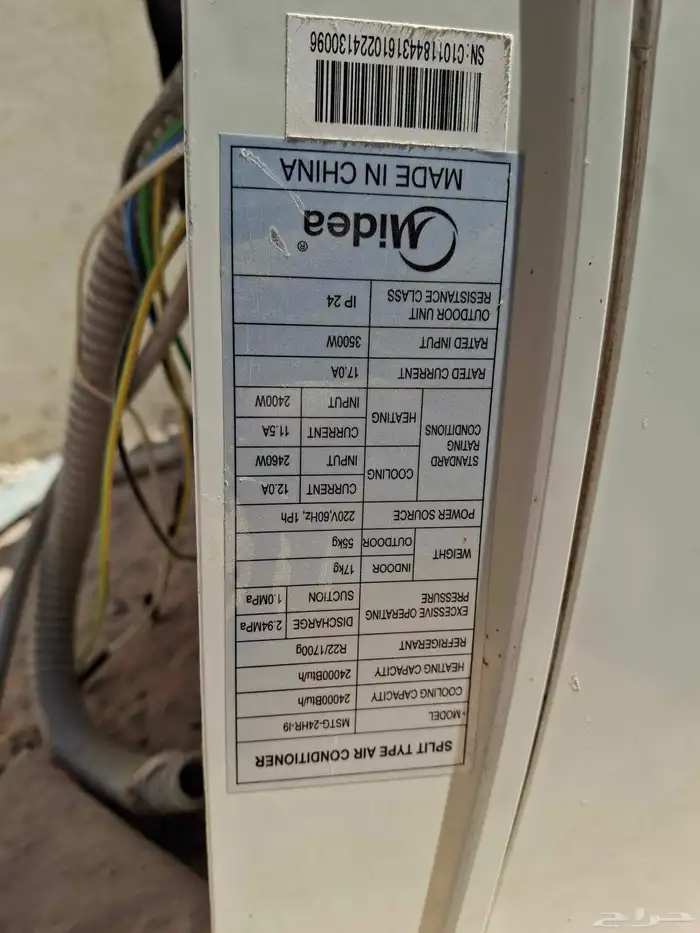 SPLIT TYPE AIR CONDITIONER
MODEL MSTG-24HR-I9
COOLING CAPACITY 24000Btu/h
HEATING CAPACITY 24000Btu/h
REFRIGERANT R22/1700g
EXCESSIVE OPERATING PRESSURE DISCHARGE 2.94MPa
SUCTION 1.0MPa
WEIGHT INDOOR 17kg
OUTDOOR 55kg
POWER SOURCE 220V,60Hz, 1Ph
STANDARD RATING CONDITIONS COOLING CURRENT 12.0A
INPUT 2460W
HEATING CURRENT 11.5A
INPUT 2400W
RATED CURRENT 17.0A
RATED INPUT 3500W
OUTDOOR UNIT RESISTANCE CLASS IP 24
Midea®
MADE IN CHINA
SN:C101184431610224130096
حراج